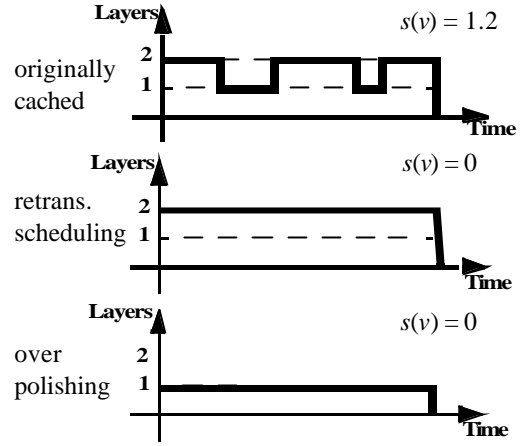 Layers
s(v) = 1.2
2
originally
1
cached
Time
Layers
s(v) = 0
retrans.
2
scheduling
1
Time
Layers
s(v) = 0
over
2
polishing
1
Time